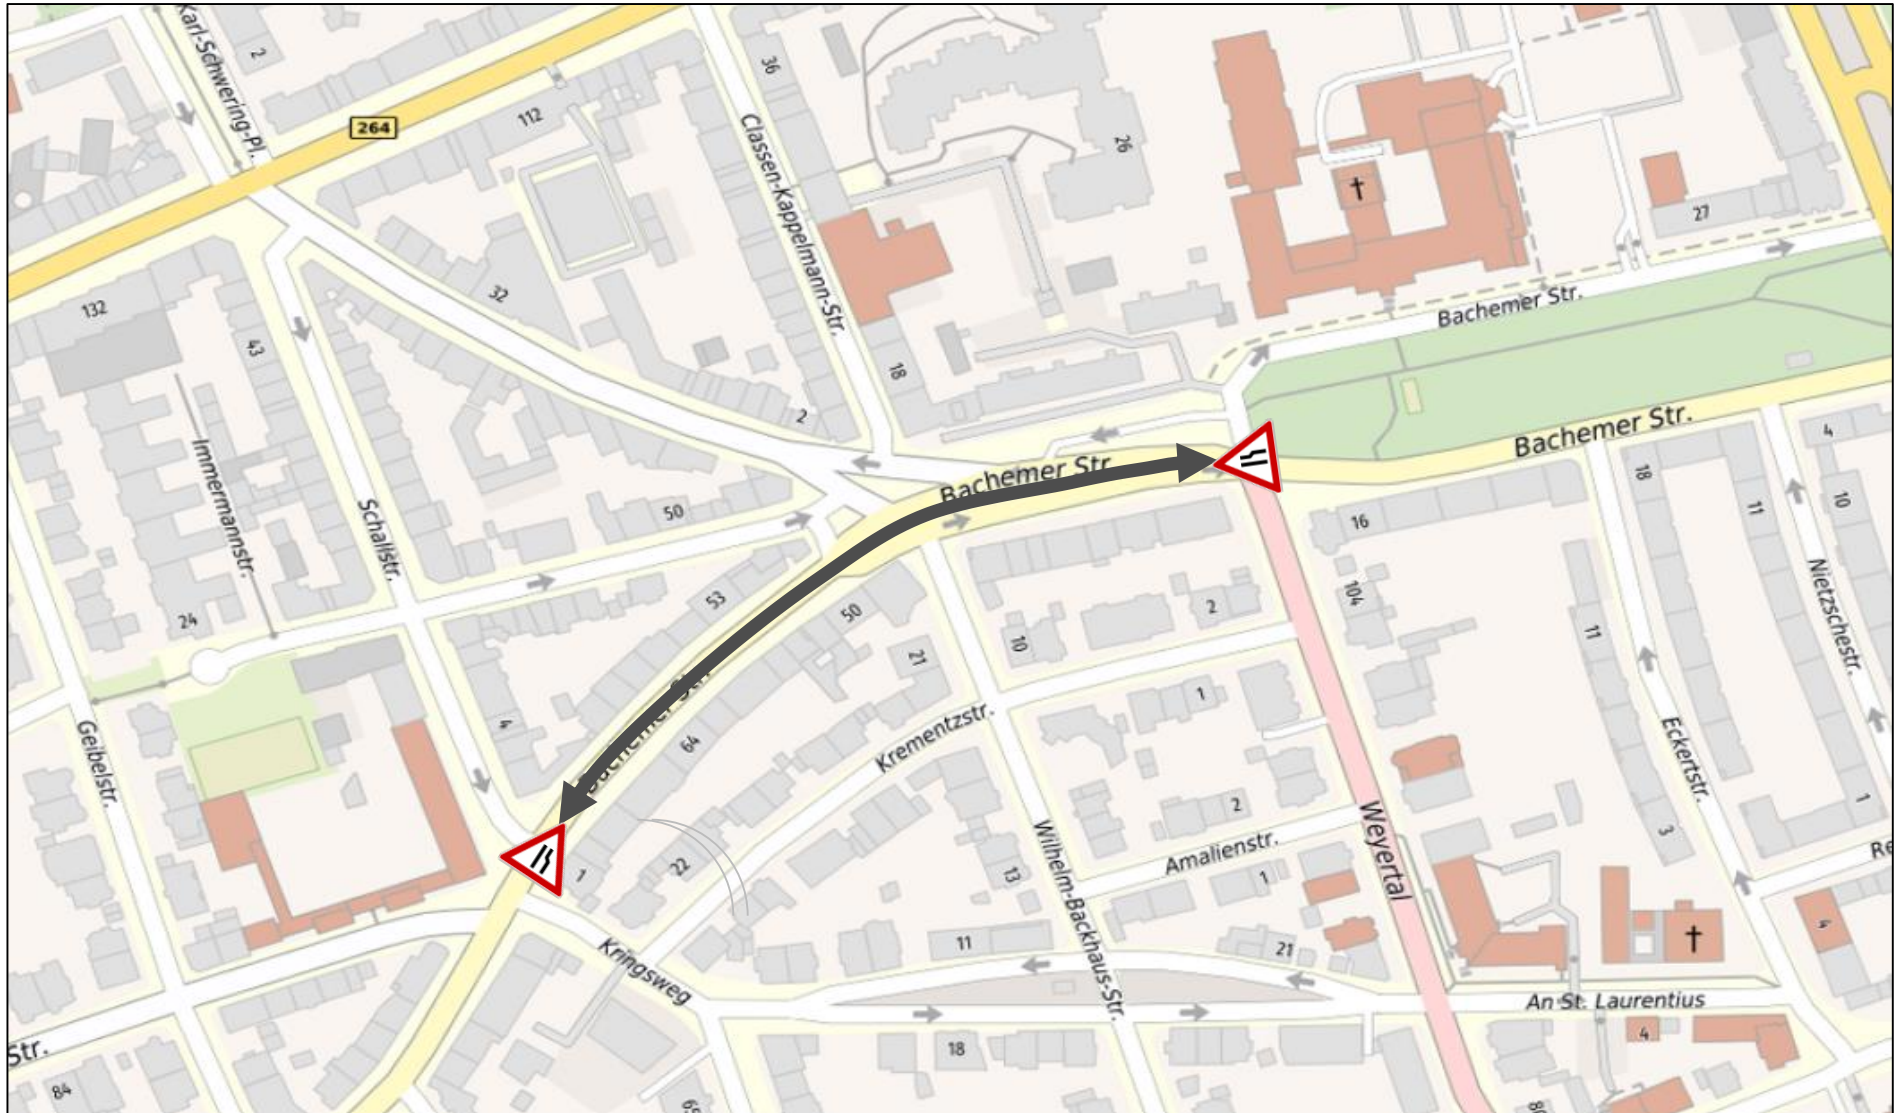 Karl-Schwering-Pl.
2
36
112
264
26
27
Classen-Kappelmann-Str.
132
32
43
18
2
Bachemer Str.
Bachemer Str.
Bachemer Str.
4
18
11
10
16
Immermannstr.
Schallstr.
50
53
50
24
104
2
10
21
11
Nietzschestr.
1
4
64
Krementzstr.
Geibelstr.
Eckertstr.
2
1
3
Weyertal
Amalienstr.
Wilhelm-Backhaus-Str.
1
22
13
1
4
11
21
Kringsweg
An St. Laurentius
Str.
84
18
4